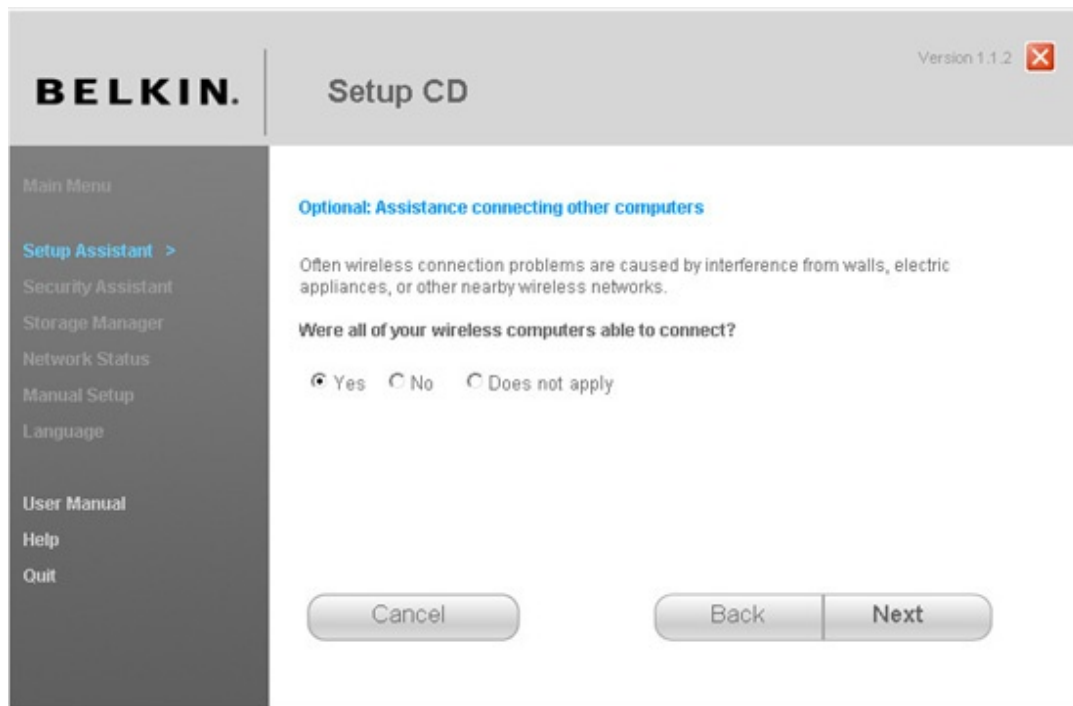 BELKIN.
Setup CD
Version 1.1.2
Main Menu
Setup Assistant >
Security Assistant
Storage Manager
Network Status
Manual Setup
Language
User Manual
Help
Quit
Optional: Assistance connecting other computers
Often wireless connection problems are caused by interference from walls, electric
appliances, or other nearby wireless networks.
Were all of your wireless computers able to connect?
Yes No Does not apply
Cancel Back Next